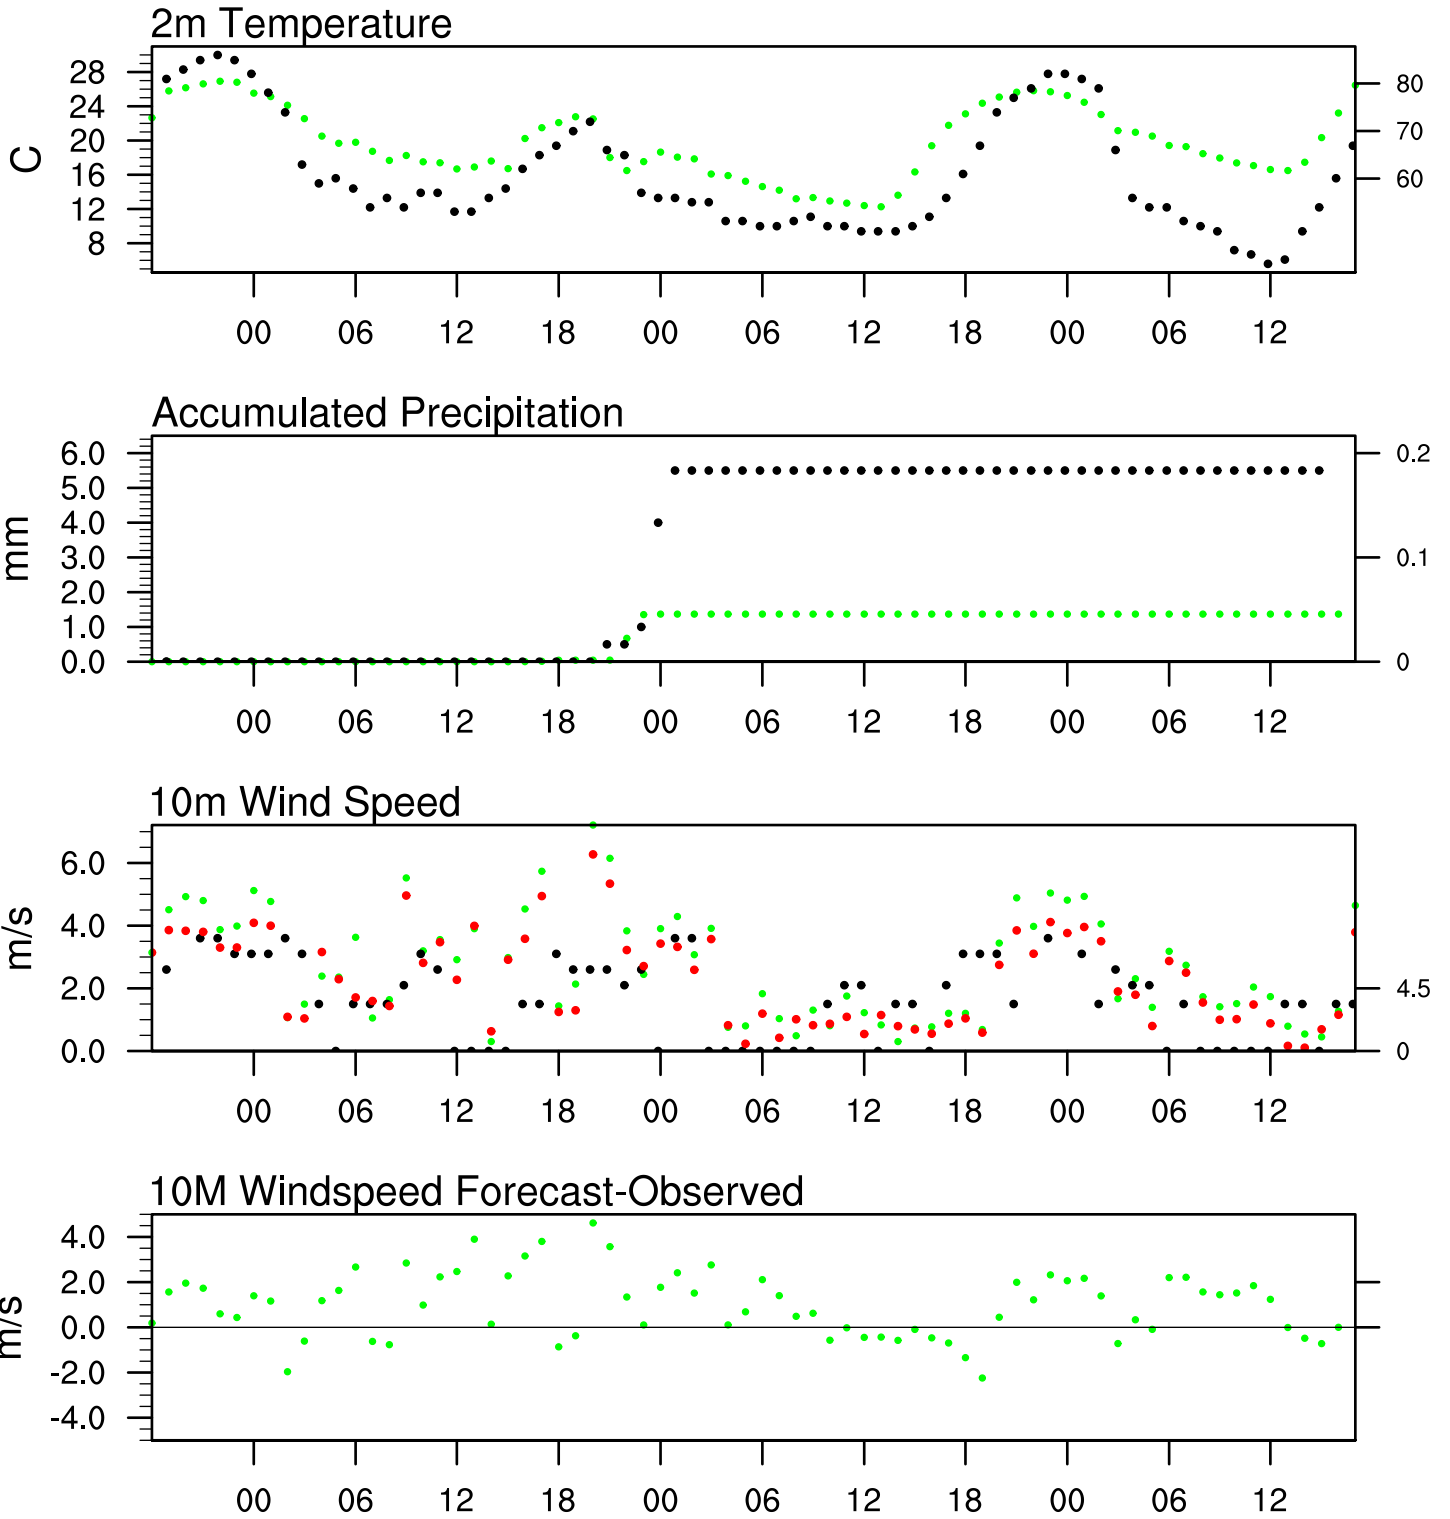 2m Temperature
C
28
24
20
16
12
8
80
70
60
00 06 12 18 00 06 12 18 00 06 12
Accumulated Precipitation
mm
6.0
5.0
4.0
3.0
2.0
1.0
0.0
0.2
0.1
0
00 06 12 18 00 06 12 18 00 06 12
10m Wind Speed
m/s
6.0
4.0
2.0
0.0
4.5
0
00 06 12 18 00 06 12 18 00 06 12
10M Windspeed Forecast-Observed
m/s
4.0
2.0
0.0
-2.0
-4.0
00 06 12 18 00 06 12 18 00 06 12